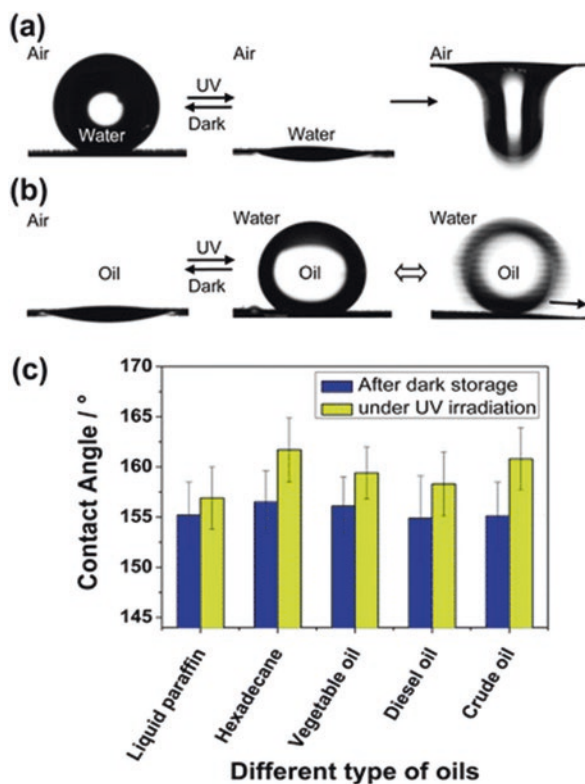 (a)
Air
Air
Air
UV
Dark
Water
Water
(b)
Air
Water
Water
UV
Dark
Oil
Oil
Oil
(c)
170
165
160
155
150
145
Contact Angle / °
After dark storage
under UV irradiation
Liquid paraffin
Hexadecane
Vegetable oil
Diesel oil
Crude oil
Different type of oils